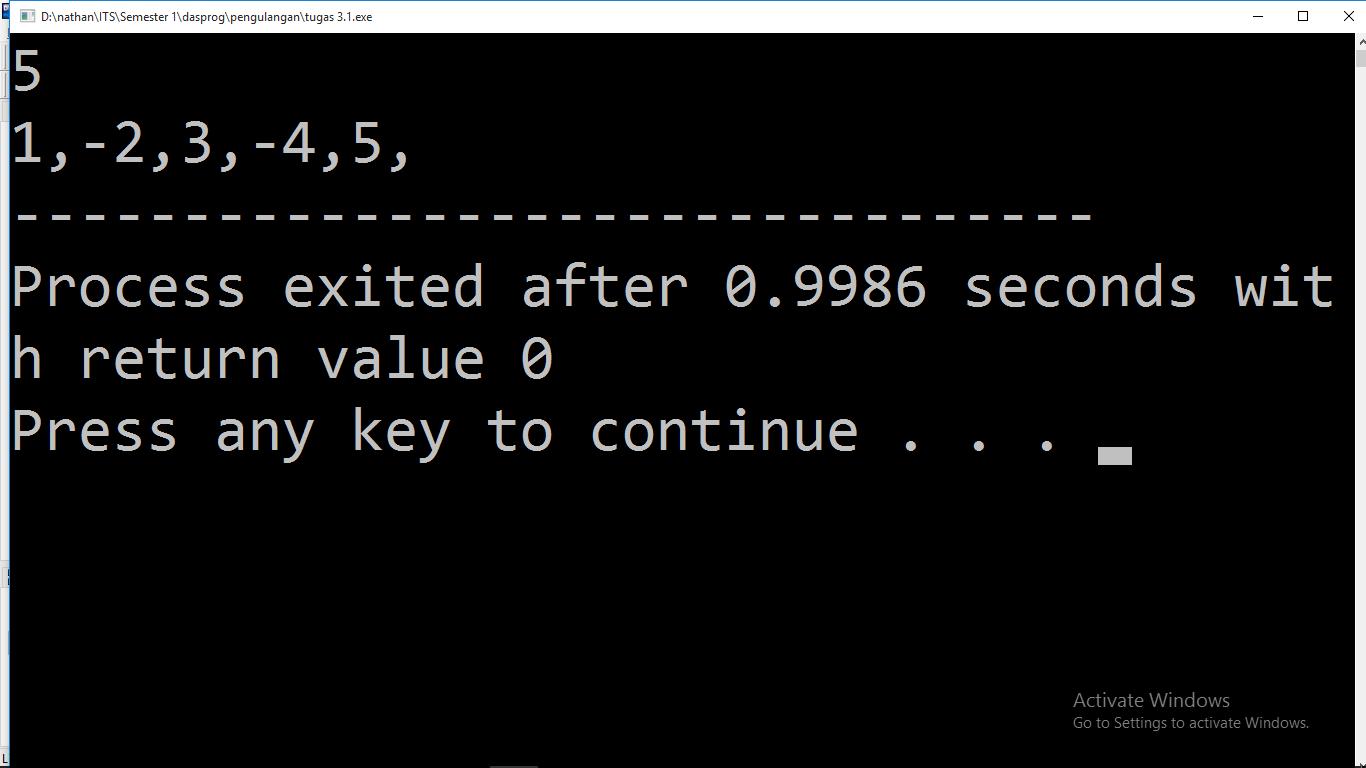 D:\nathan\ITS\Semester 1\dasprog\pengulangan\tugas 3.1.exe
5
1,-2,3,-4,5,
--------------------------------
Process exited after 0.9986 seconds wit
h return value 0
Press any key to continue . . .
Activate Windows
Go to Settings to activate Windows.